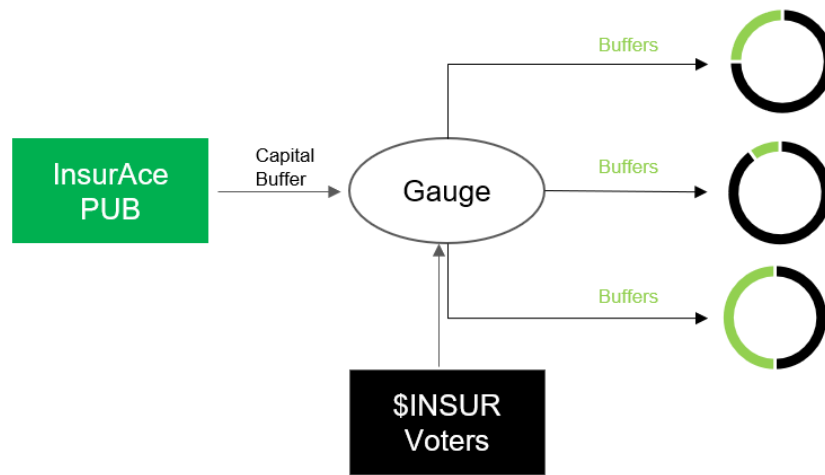 Buffers
InsurAce
PUB
Capital
Buffer
Gauge
Buffers
Buffers
$INSUR
Voters